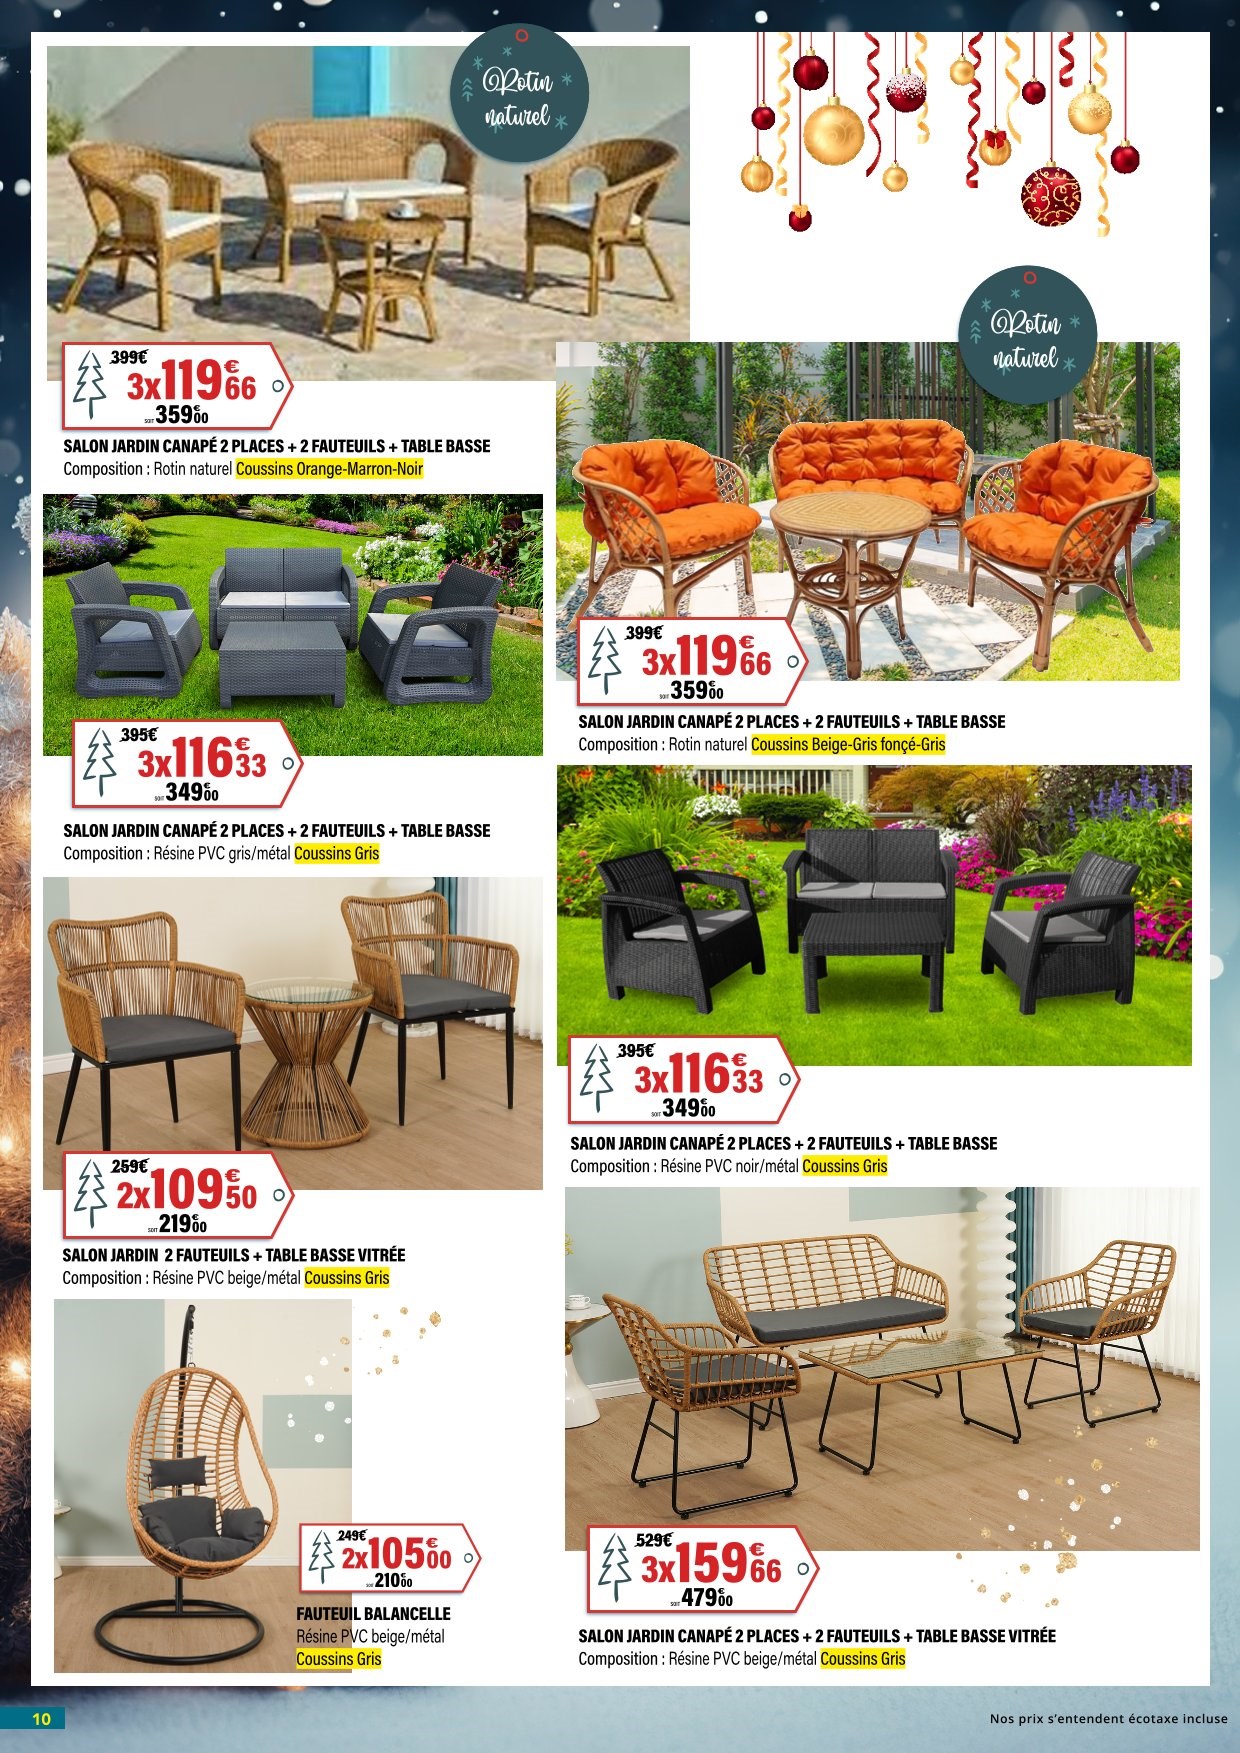 Rotin
naturel
399€
3x119€66
SOIT 359€00
SALON JARDIN CANAPÉ 2 PLACES + 2 FAUTEUILS + TABLE BASSE
Composition : Rotin naturel Coussins Orange-Marron-Noir
Rotin
naturel
399€
3x119€66
SOIT 359€00
SALON JARDIN CANAPÉ 2 PLACES + 2 FAUTEUILS + TABLE BASSE
Composition : Rotin naturel Coussins Beige-Gris fonçé-Gris
395€
3x116€33
SOIT 349€00
SALON JARDIN CANAPÉ 2 PLACES + 2 FAUTEUILS + TABLE BASSE
Composition : Résine PVC gris/métal Coussins Gris
395€
3x116€33
SOIT 349€00
SALON JARDIN CANAPÉ 2 PLACES + 2 FAUTEUILS + TABLE BASSE
Composition : Résine PVC noir/métal Coussins Gris
259€
2x109€50
SOIT 219€00
SALON JARDIN 2 FAUTEUILS + TABLE BASSE VITRÉE
Composition : Résine PVC beige/métal Coussins Gris
249€
2x105€00
SOIT 210€00
FAUTEUIL BALANCELLE
Résine PVC beige/métal
Coussins Gris
529€
3x159€66
SOIT 479€00
SALON JARDIN CANAPÉ 2 PLACES + 2 FAUTEUILS + TABLE BASSE VITRÉE
Composition : Résine PVC beige/métal Coussins Gris
10
Nos prix s'entendent écotaxe incluse